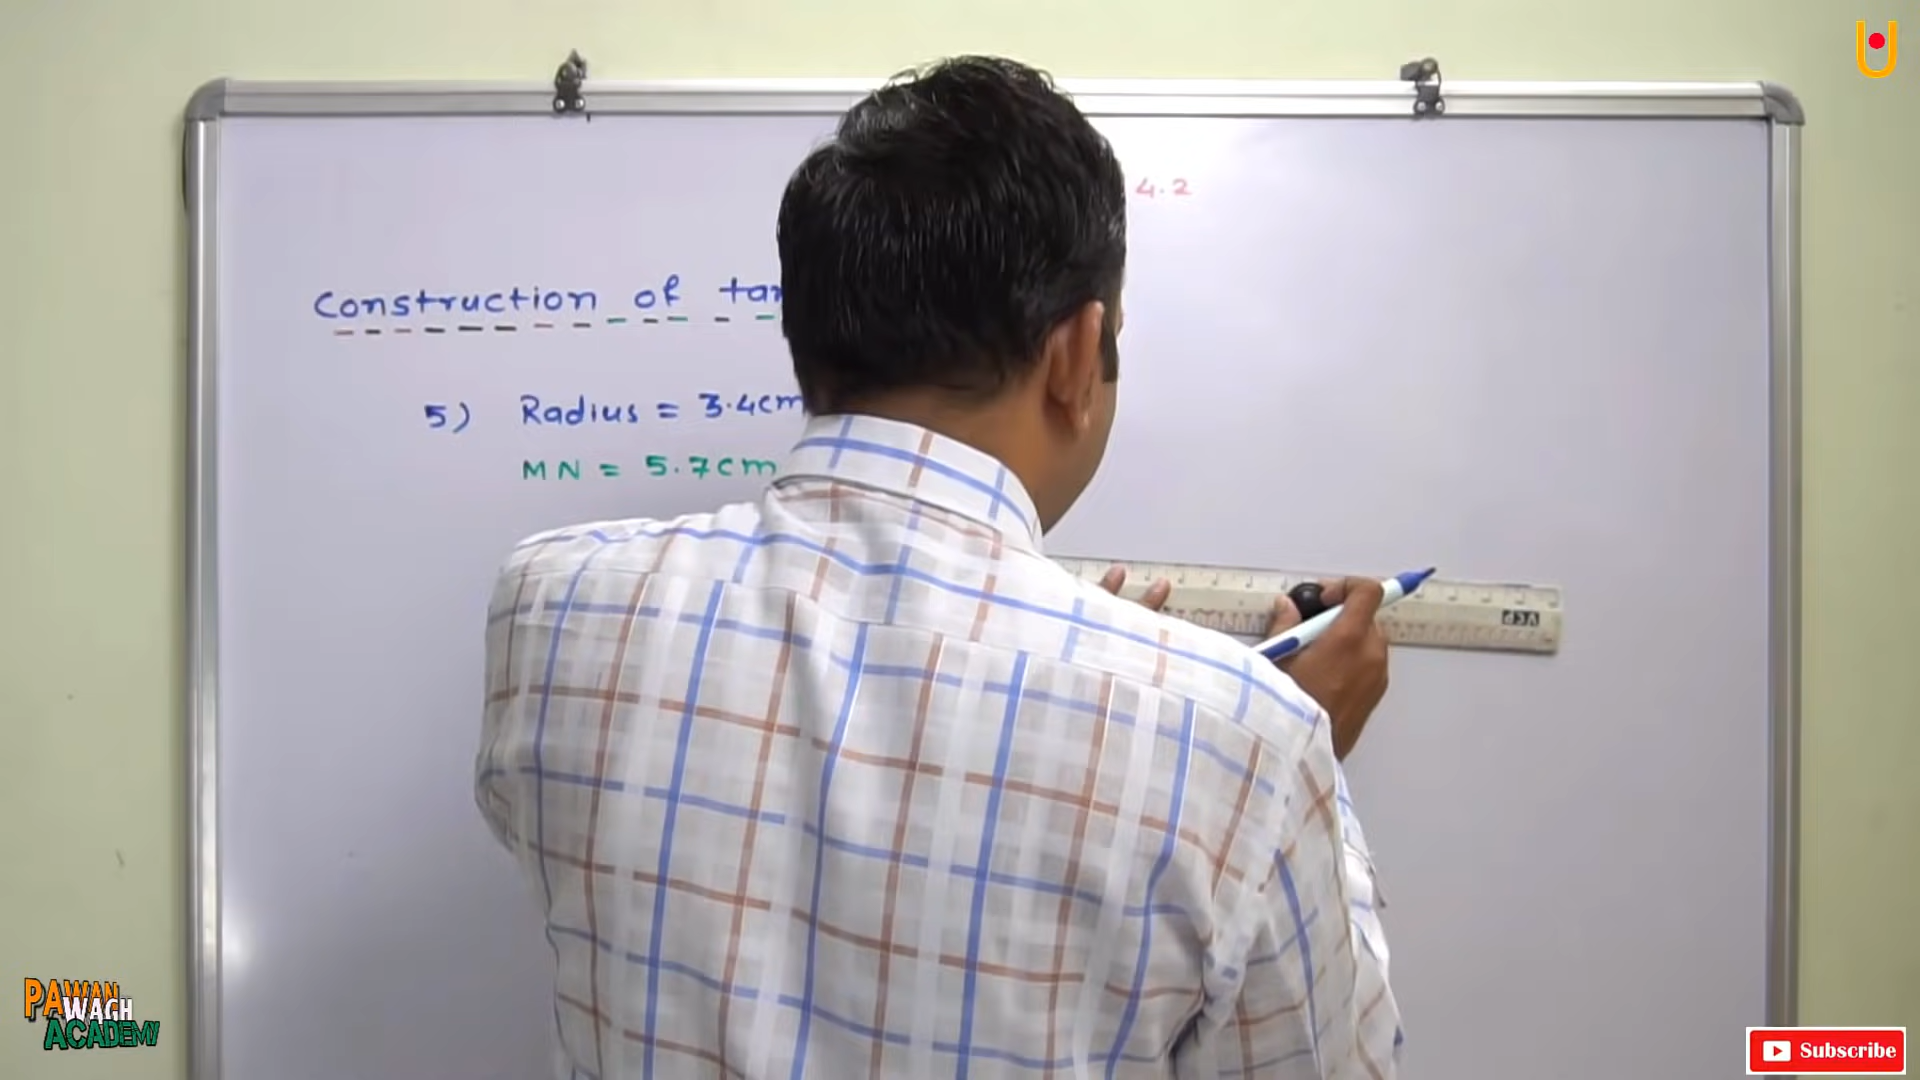 4.2
Construction of
5) Radius = 3.4cm
MN = 5.7cm
PAWAN
WAGH
ACADEMY
Subscribe